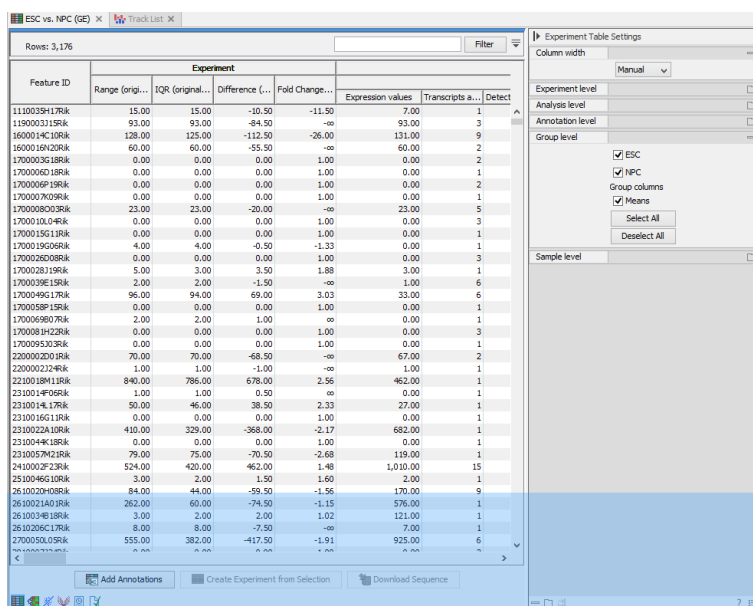 ESC vs. NPC (GE) Track List
Rows: 3,176 Filter
Experiment
Feature ID Range (origi... IQR (original... Difference (... Fold Change... Expression values Transcripts a... Detect
1110035H17Rik 15.00 15.00 -10.50 -11.50 7.00 1
1190003J15Rik 93.00 93.00 -84.50 -∞ 93.00 3
1600014C10Rik 128.00 125.00 -112.50 -26.00 131.00 9
1600016N20Rik 60.00 60.00 -55.50 -∞ 60.00 2
1700003G18Rik 0.00 0.00 0.00 1.00 0.00 2
1700006D18Rik 0.00 0.00 0.00 1.00 0.00 1
1700006P19Rik 0.00 0.00 0.00 1.00 0.00 2
1700007K09Rik 0.00 0.00 0.00 1.00 0.00 1
1700008O03Rik 23.00 23.00 -20.00 -∞ 23.00 5
1700010L04Rik 0.00 0.00 0.00 1.00 0.00 3
1700015G11Rik 0.00 0.00 0.00 1.00 0.00 1
1700019G06Rik 4.00 4.00 -0.50 -1.33 0.00 1
1700026D08Rik 0.00 0.00 0.00 1.00 0.00 3
1700028J19Rik 5.00 3.00 3.50 1.88 3.00 1
1700039E15Rik 2.00 2.00 -1.50 -∞ 1.00 6
1700049G17Rik 96.00 94.00 69.00 3.03 33.00 6
1700058P15Rik 0.00 0.00 0.00 1.00 0.00 1
1700069B07Rik 2.00 2.00 1.00 ∞ 0.00 1
1700081H22Rik 0.00 0.00 0.00 1.00 0.00 3
1700095J03Rik 0.00 0.00 0.00 1.00 0.00 1
2200002D01Rik 70.00 70.00 -68.50 -∞ 67.00 2
2200002J24Rik 1.00 1.00 -1.00 -∞ 1.00 1
2210018M11Rik 840.00 786.00 678.00 2.56 462.00 1
2310014F06Rik 1.00 1.00 0.50 ∞ 0.00 1
2310014L17Rik 50.00 46.00 38.50 2.33 27.00 1
2310016G11Rik 0.00 0.00 0.00 1.00 0.00 1
2310022A10Rik 410.00 329.00 -368.00 -2.17 682.00 1
2310044K18Rik 0.00 0.00 0.00 1.00 0.00 1
2310057M21Rik 79.00 75.00 -70.50 -2.68 119.00 1
2410002F23Rik 524.00 420.00 462.00 1.48 1,010.00 15
2510046G10Rik 3.00 2.00 1.50 1.60 2.00 1
2610020H08Rik 84.00 44.00 -59.50 -1.56 170.00 9
2610021A01Rik 262.00 60.00 -74.50 -1.15 576.00 1
2610034B18Rik 3.00 2.00 2.00 1.02 121.00 1
2610206C17Rik 8.00 8.00 -7.50 -∞ 7.00 1
2700050L05Rik 555.00 382.00 -417.50 -1.91 925.00 6
Add Annotations Create Experiment from Selection Download Sequence
Experiment Table Settings
Column width
Manual
Experiment level
Analysis level
Annotation level
Group level
ESC
NPC
Group columns
Means
Select All
Deselect All
Sample level